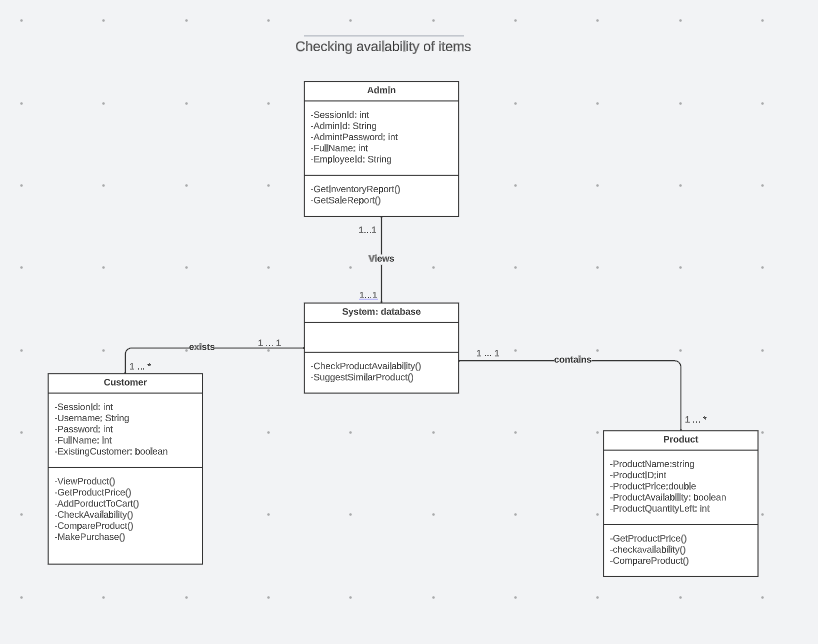 Checking availability of items
Admin
-SessionId: int
-AdminId: String
-AdmintPassword: int
-FullName: int
-EmployeeId: String
-GetInventoryReport()
-GetSaleReport()
1...1
Views
1...1
System: database
-CheckProductAvailability()
-SuggestSimilarProduct()
exists
1 ... 1
1 ... *
1 ... 1
contains
1 ... *
Customer
-SessionId: int
-Username: String
-Password: int
-FullName: int
-ExistingCustomer: boolean
-ViewProduct()
-GetProductPrice()
-AddPorductToCart()
-CheckAvailability()
-CompareProduct()
-MakePurchase()
Product
-ProductName:string
-ProductID:int
-ProductPrice:double
-ProductAvailability: boolean
-ProductQuantityLeft: int
-GetProductPrice()
-checkavailability()
-CompareProduct()